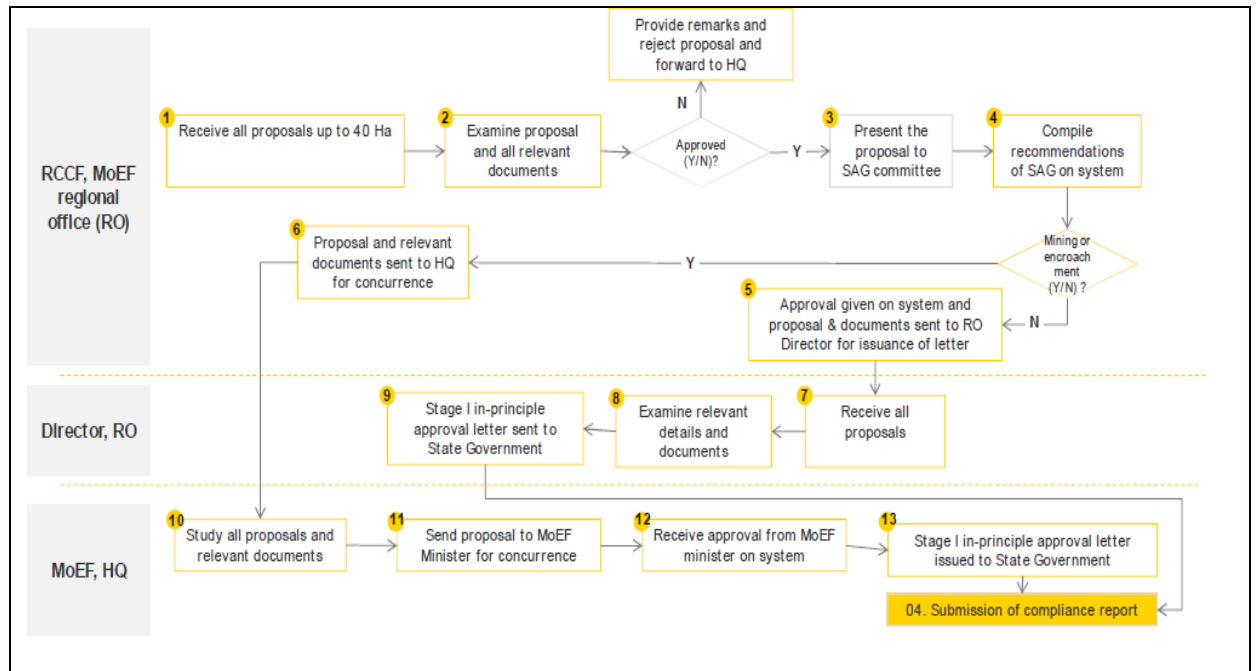 Provide remarks and
reject proposal and
forward to HQ
N
1
Receive all proposals up to 40 Ha
2
Examine proposal
and all relevant
documents
Approved
(Y/N)?
Y
3
Present the
proposal to
SAG committee
4
Compile
recommendations
of SAG on system
RCCF, MoEF
regional
office (RO)
6
Proposal and relevant
documents sent to HQ
for concurrence
Y
Mining or
encroach
ment
(Y/N) ?
5
Approval given on system and
proposal & documents sent to RO
Director for issuance of letter
N
Director, RO
9
Stage I in-principle
approval letter sent to
State Government
8
Examine relevant
details and
documents
7
Receive all
proposals
MoEF, HQ
10
Study all proposals and
relevant documents
11
Send proposal to MoEF
Minister for concurrence
12
Receive approval from MoEF
minister on system
13
Stage I in-principle approval letter
issued to State Government
04. Submission of compliance report